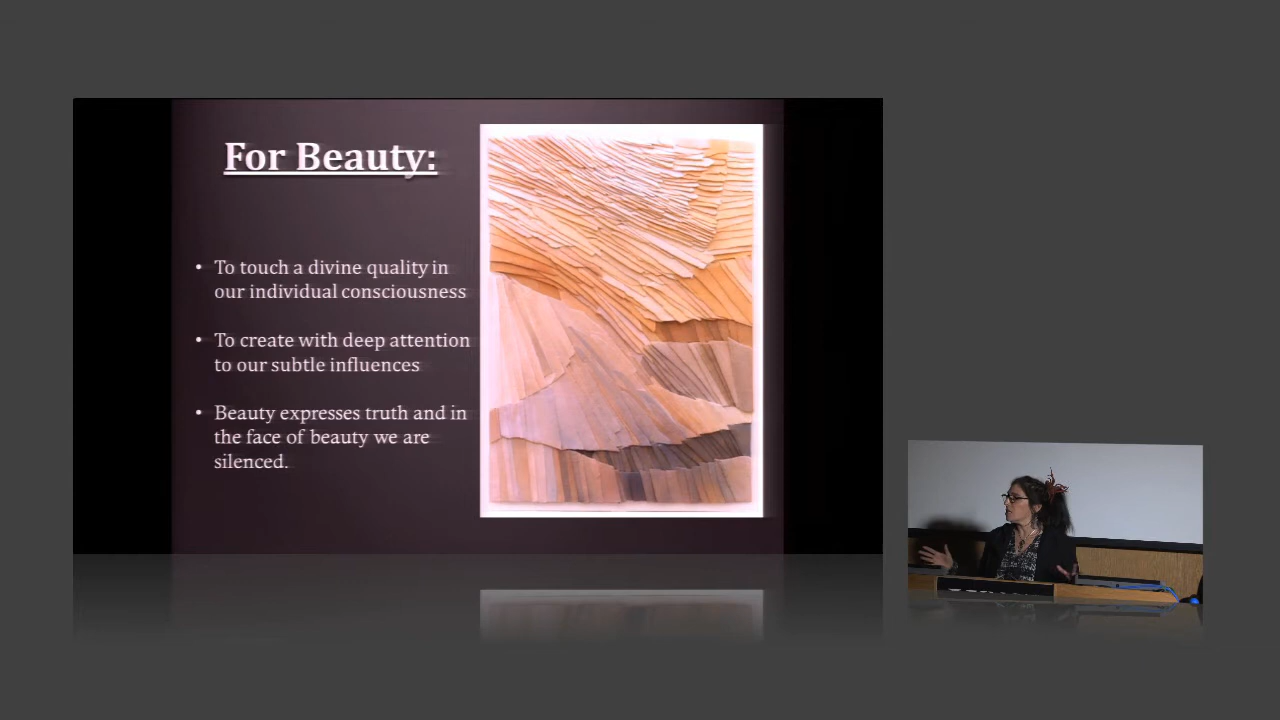 For Beauty:
• To touch a divine quality in
our individual consciousness
• To create with deep attention
to our subtle influences
• Beauty expresses truth and in
the face of beauty we are
silenced.